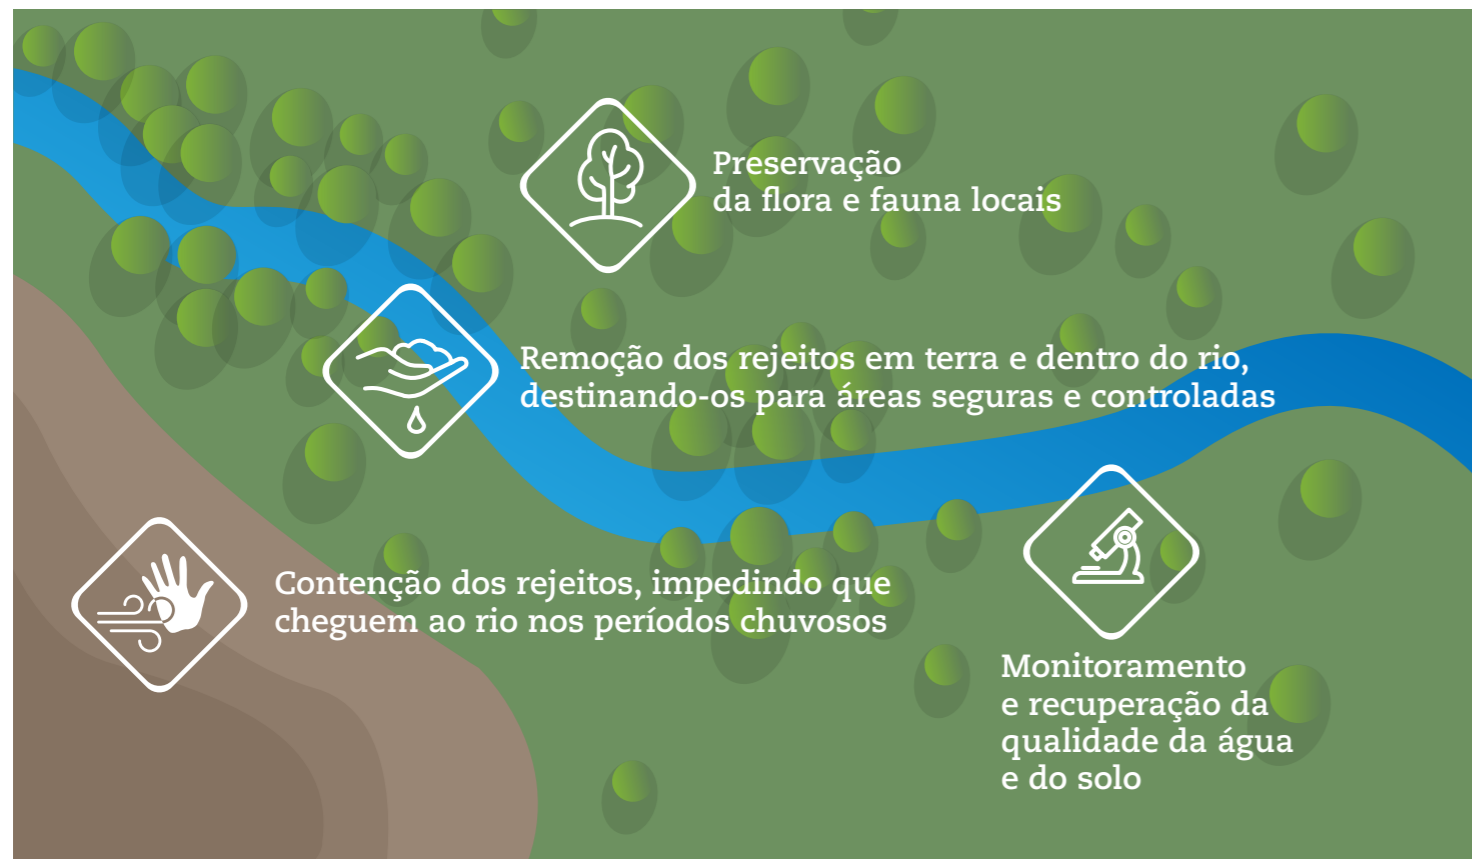 Preservação
da flora e fauna locais
Remoção dos rejeitos em terra e dentro do rio,
destinando-os para áreas seguras e controladas
Contenção dos rejeitos, impedindo que
cheguem ao rio nos períodos chuvosos
Monitoramento
e recuperação da
qualidade da água
e do solo